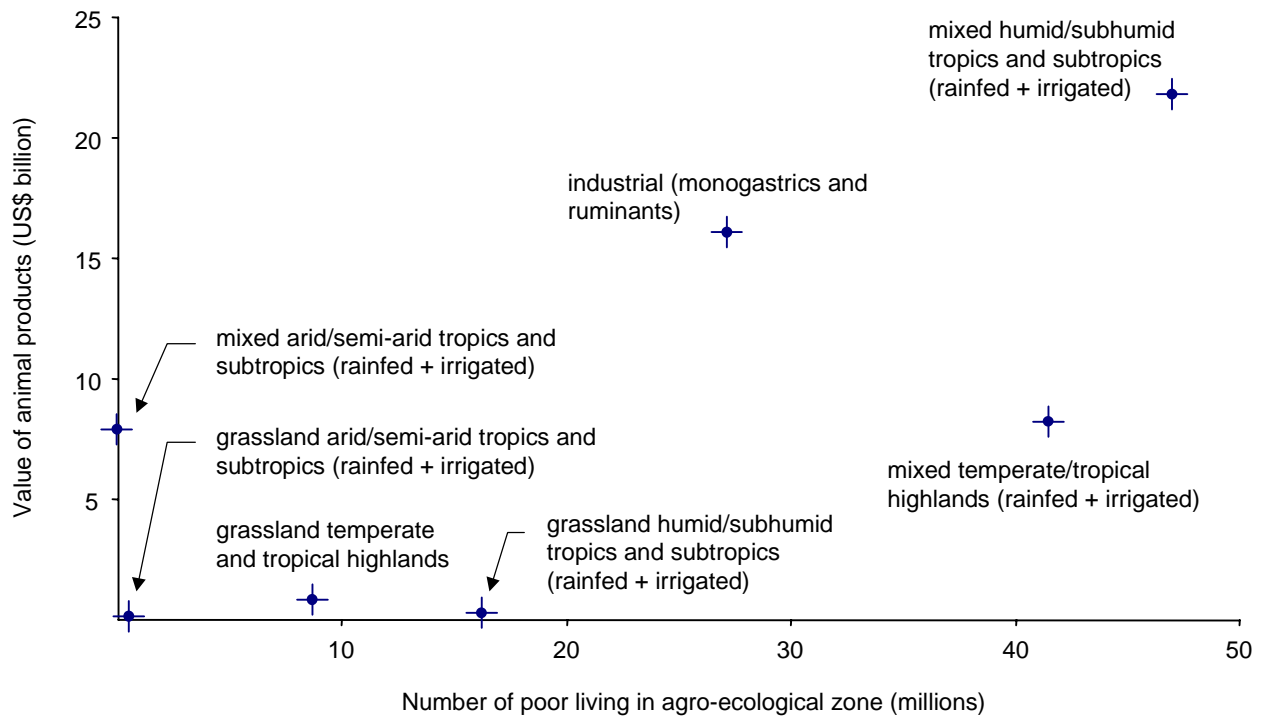 25
20
15
10
5
Value of animal products (US$ billion)
mixed humid/subhumid
tropics and subtropics
(rainfed + irrigated)
industrial (monogastrics and
ruminants)
mixed arid/semi-arid tropics and
subtropics (rainfed + irrigated)
grassland arid/semi-arid tropics and
subtropics (rainfed + irrigated)
mixed temperate/tropical
highlands (rainfed + irrigated)
grassland temperate
and tropical highlands
grassland humid/subhumid
tropics and subtropics
(rainfed + irrigated)
10 20 30 40 50
Number of poor living in agro-ecological zone (millions)